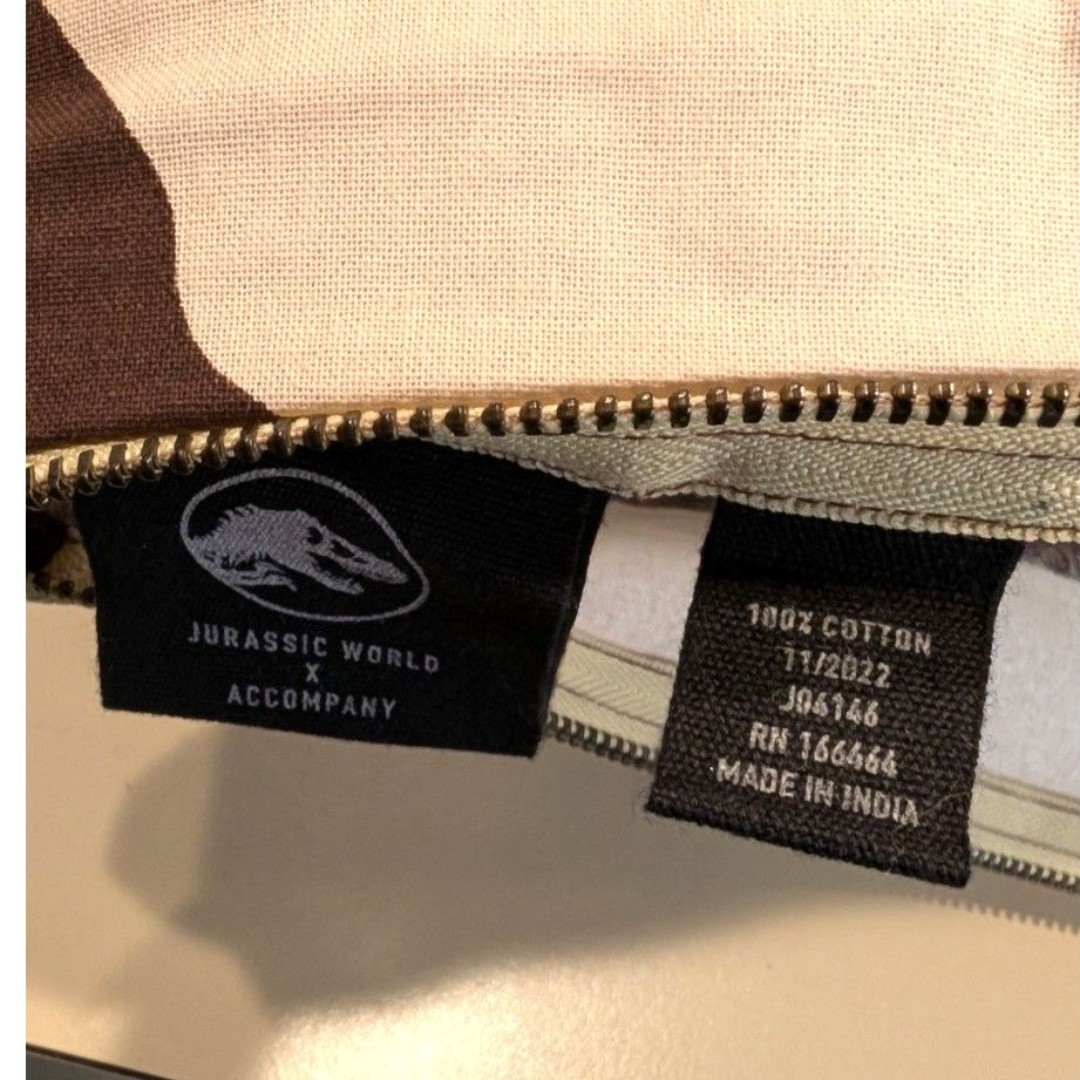 JURASSIC WORLD
X
ACCOMPANY
100% COTTON
11/2022
J06146
RN 166464
MADE IN INDIA